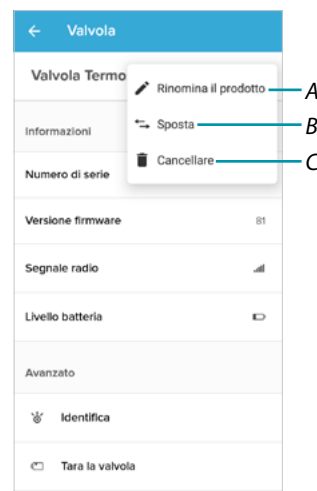 Valvola
Valvola Termo
Rinomina il prodotto
A
Sposta
B
Informazioni
Cancellare
C
Numero di serie
Versione firmware 81
Segnale radio
Livello batteria
Avanzato
Identifica
Tara la valvola